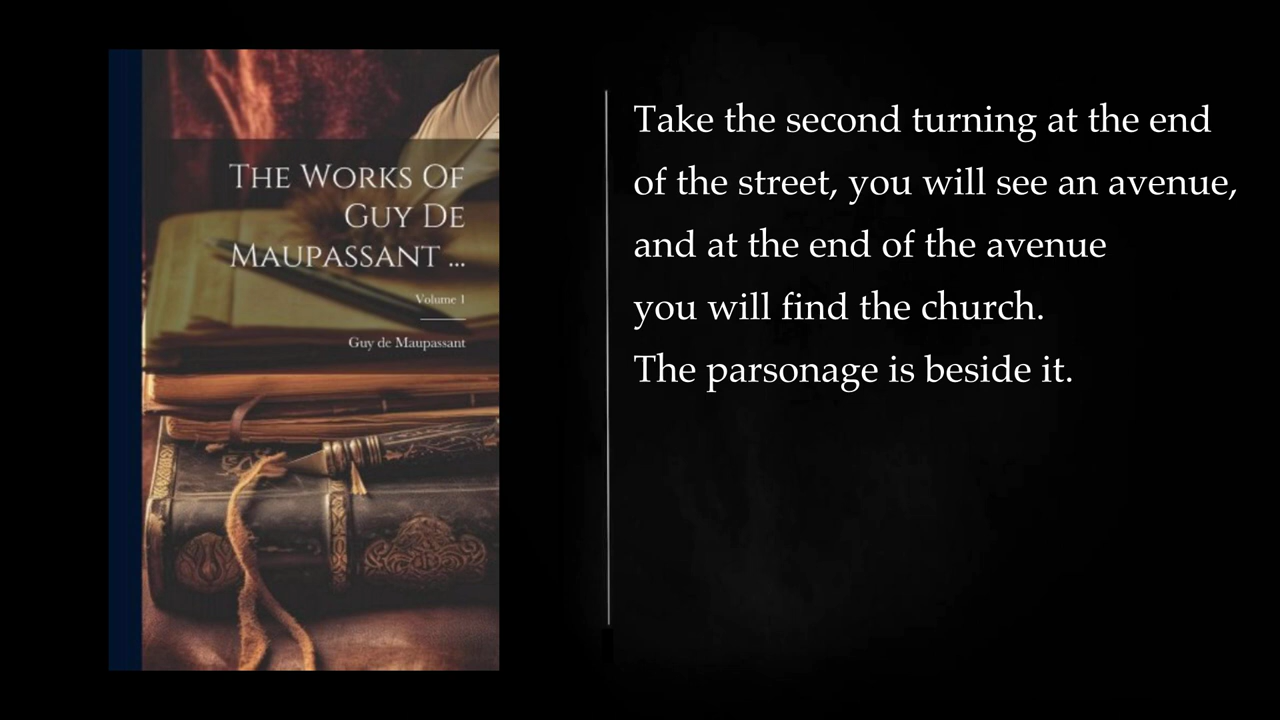 The Works Of
Guy De
Maupassant ...
Volume 1
Guy de Maupassant
Take the second turning at the end
of the street, you will see an avenue,
and at the end of the avenue
you will find the church.
The parsonage is beside it.